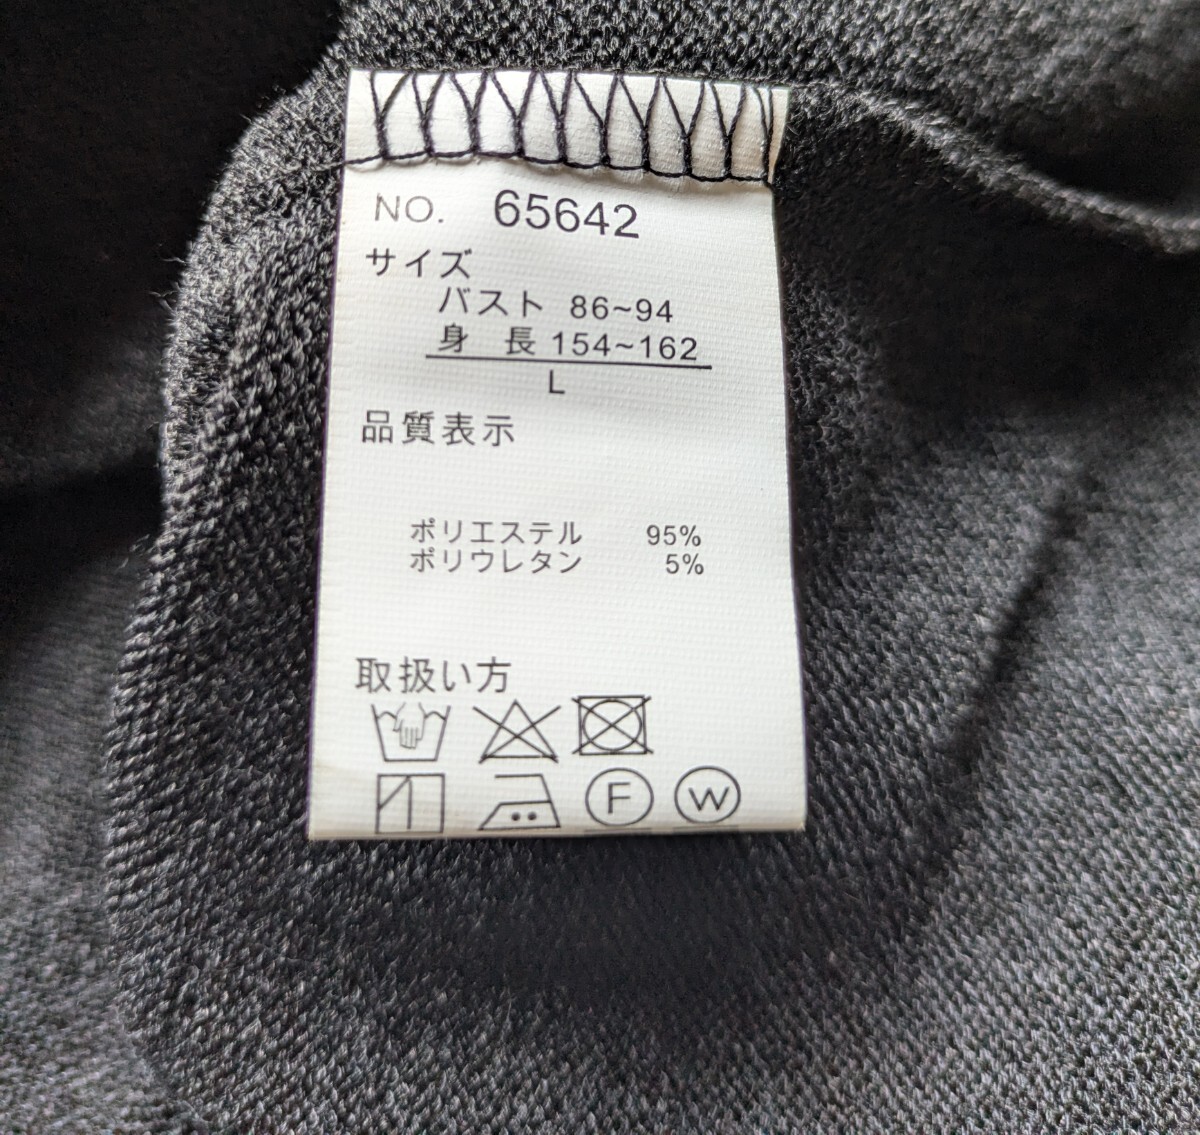 NO. 65642
サイズ
バスト 86~94
身 長 154~162
L
品質表示
ポリエステル 95%
ポリウレタン 5%
取扱い方
F W